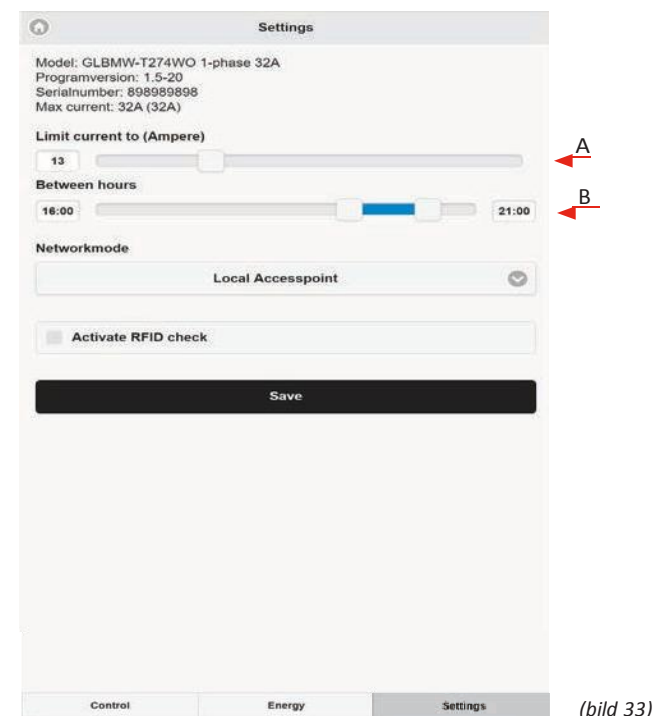 Settings
Model: GLBMW-T274WO 1-phase 32A
Programversion: 1.5-20
Serialnumber: 898989898
Max current: 32A (32A)
Limit current to (Ampere)
13
A
Between hours
16:00
21:00
B
Networkmode
Local Accesspoint
Activate RFID check
Save
Control Energy Settings
(bild 33)